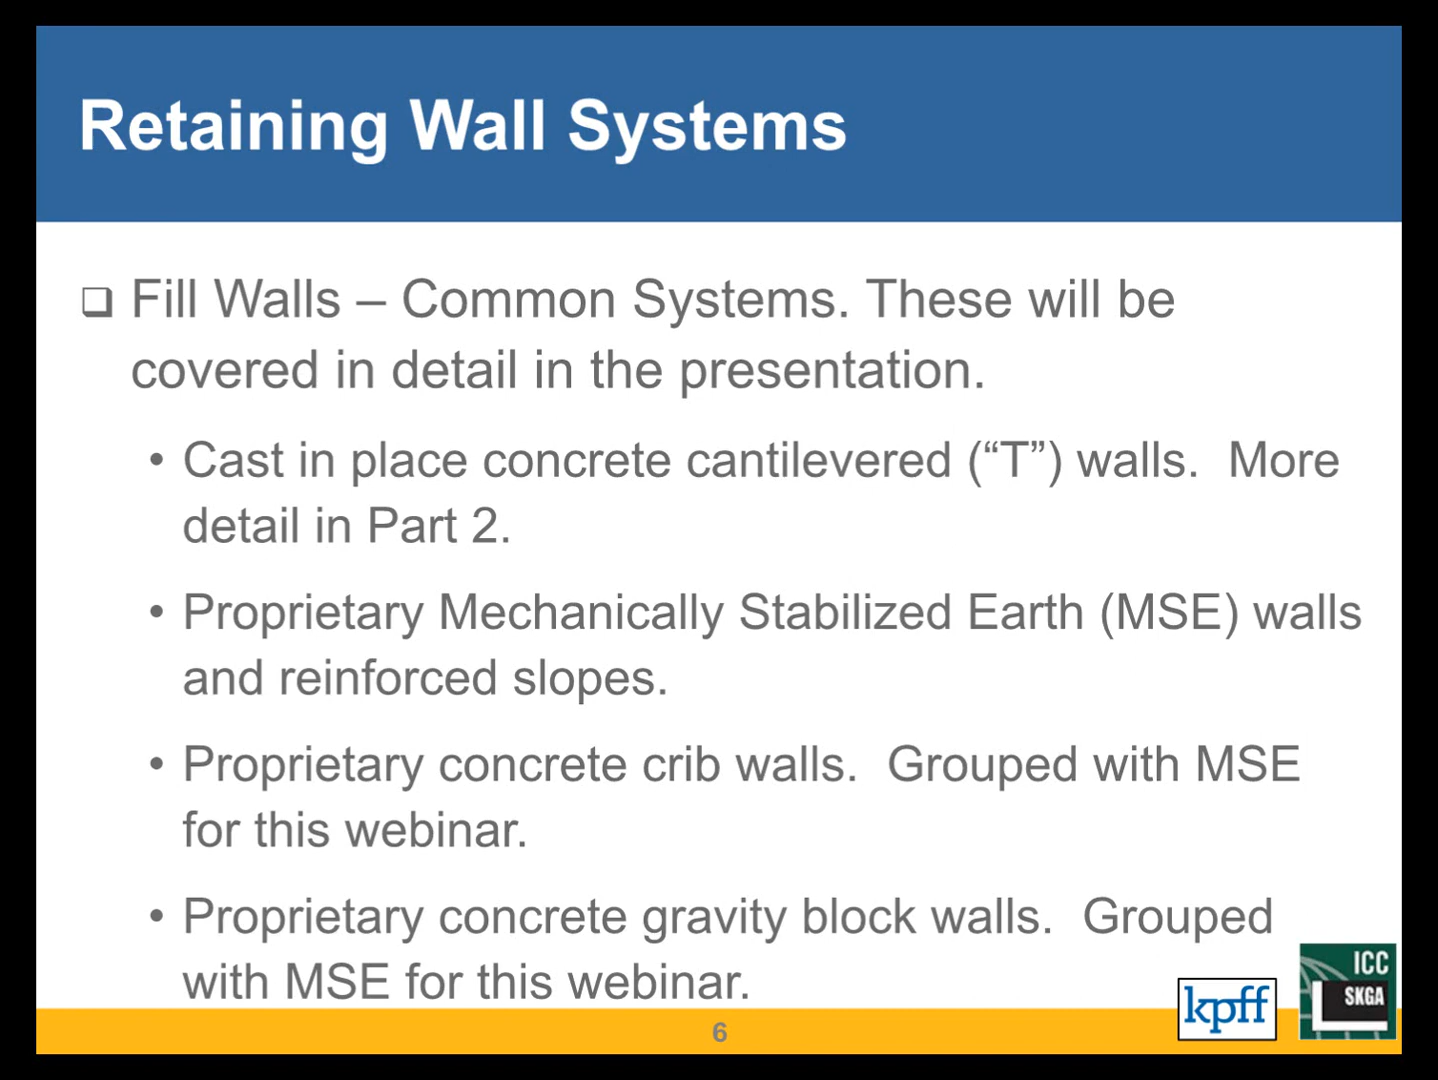 Retaining Wall Systems
❑ Fill Walls – Common Systems. These will be
covered in detail in the presentation.
• Cast in place concrete cantilevered (“T”) walls.  More
detail in Part 2.
• Proprietary Mechanically Stabilized Earth (MSE) walls
and reinforced slopes.
• Proprietary concrete crib walls.  Grouped with MSE
for this webinar.
• Proprietary concrete gravity block walls.  Grouped
with MSE for this webinar.
6
kpff
ICC
SKGA